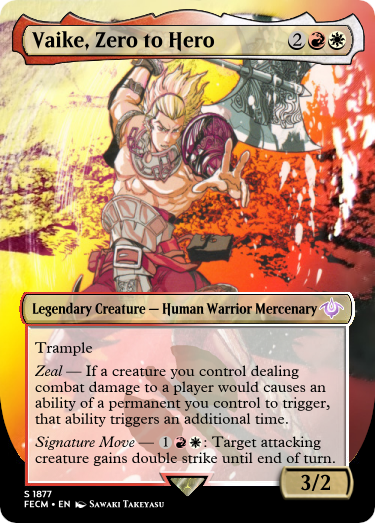 Vaike, Zero to Hero 2
Legendary Creature — Human Warrior Mercenary
Trample
Zeal — If a creature you control dealing
combat damage to a player would causes an
ability of a permanent you control to trigger,
that ability triggers an additional time.
Signature Move — 1 : Target attacking
creature gains double strike until end of turn.
3/2
S 1877
FECM • EN Sawaki Takeyasu